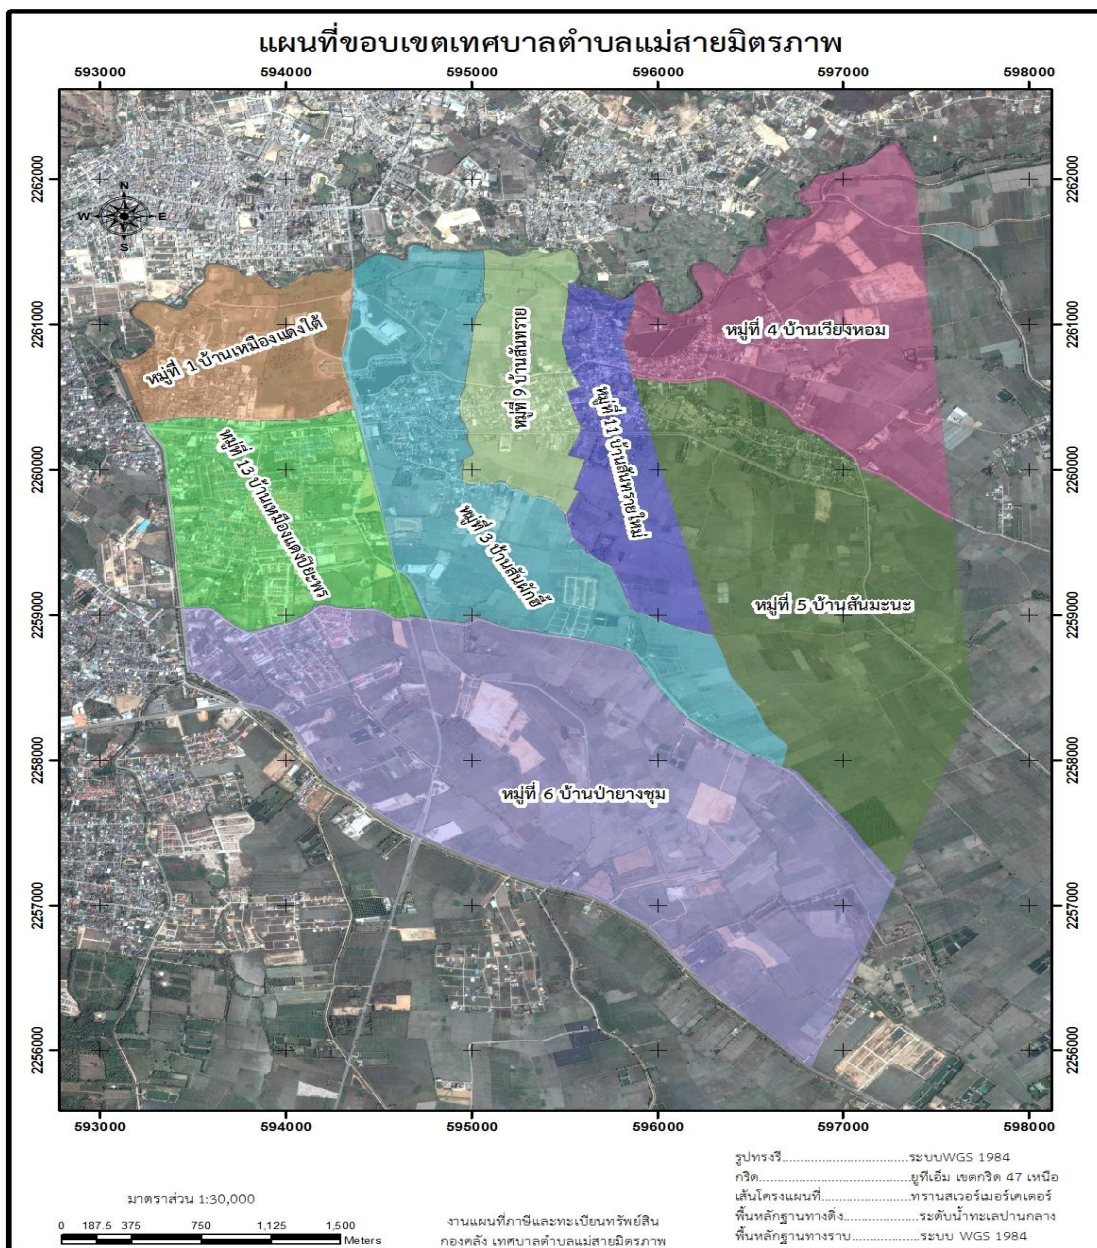 แผนที่ขอบเขตเทศบาลตำบลแม่สายมิตรภาพ
593000 594000 595000 596000 597000 598000
2262000 2262000
N
W E
S
2261000 2261000
หมู่ที่ 4 บ้านเวียงหอม
หมู่ที่ 1 บ้านเหมืองแดงใต้
หมู่ที่ 9 บ้านสันทราย
หมู่ที่ 11 บ้านสันทรายใหม่
2260000 2260000
หมู่ที่ 13 บ้านเหมืองแดงปิยะพร
หมู่ที่ 3 บ้านสันผักฮี้
หมู่ที่ 5 บ้านสันมะนะ
2259000 2259000
2258000 2258000
หมู่ที่ 6 บ้านป่ายางชุม
2257000 2257000
2256000 2256000
593000 594000 595000 596000 597000 598000
มาตราส่วน 1:30,000
0 187.5 375 750 1,125 1,500
Meters
งานแผนที่ภาษีและทะเบียนทรัพย์สิน
กองคลัง เทศบาลตำบลแม่สายมิตรภาพ
รูปทรงรี..................................ระบบWGS 1984
กริด..........................................ยูทีเอ็ม เขตกริด 47 เหนือ
เส้นโครงแผนที่........................ทรานสเวอร์เมอร์เคเตอร์
พื้นหลักฐานทางดิ่ง....................ระดับน้ำทะเลปานกลาง
พื้นหลักฐานทางราบ..................ระบบ WGS 1984